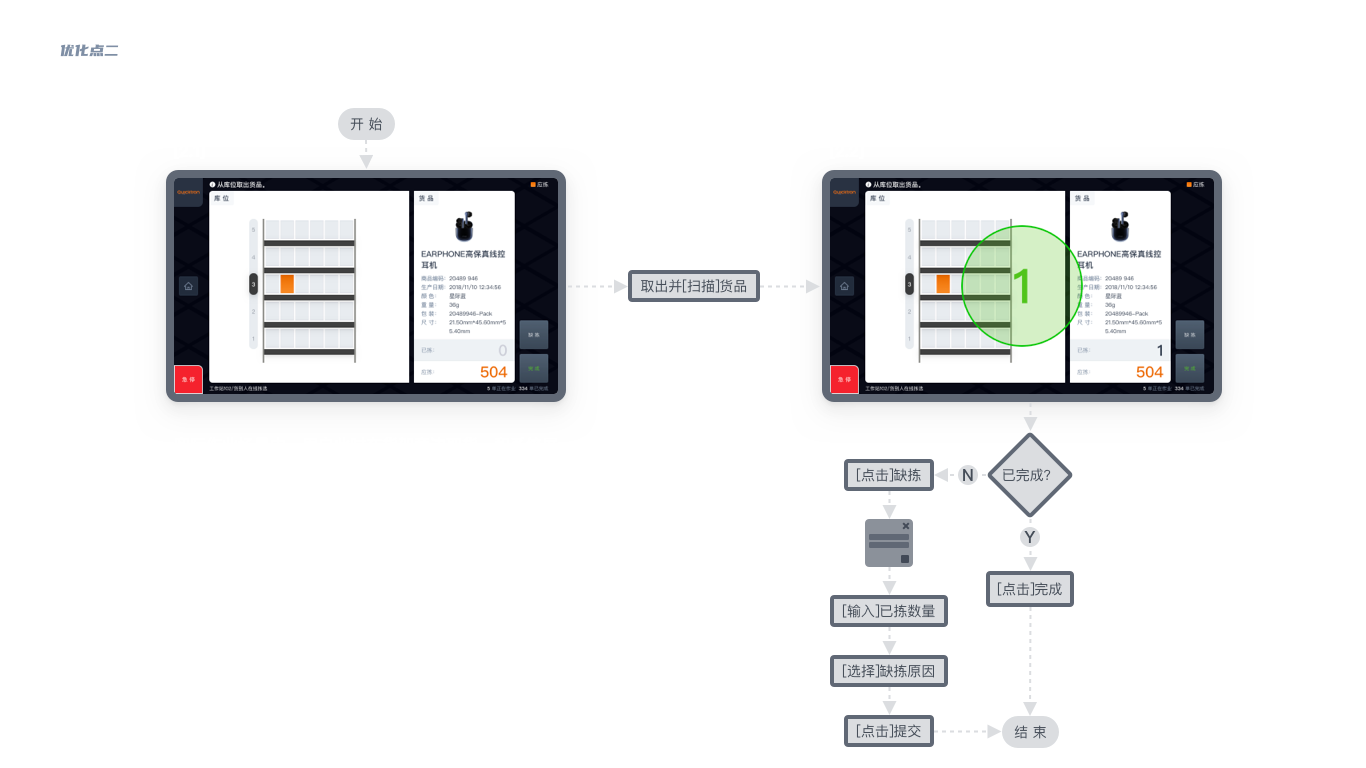 优化点二
开 始
从库位取出货品。
应拣
库 位
货 品
5
4
3
2
1
EARPHONE高保真线控
耳机
商品编码: 20489 946
生产日期: 2018/11/10 12:34:56
颜 色: 星际蓝
重 量: 36g
包 装: 20489946-Pack
尺 寸: 21.50mm*45.60mm*5
5.40mm
已拣: 0
应拣: 504
缺 拣
完 成
急 停
取出并[扫描]货品
从库位取出货品。
应拣
库 位
货 品
5
4
3
2
1
1
EARPHONE高保真线控
耳机
商品编码: 20489 946
生产日期: 2018/11/10 12:34:56
颜 色: 星际蓝
重 量: 36g
包 装: 20489946-Pack
尺 寸: 21.50mm*45.60mm*5
5.40mm
已拣: 1
应拣: 504
缺 拣
完 成
急 停
已完成?
N
[点击]缺拣
Y
[点击]完成
[输入]已拣数量
[选择]缺拣原因
[点击]提交
结 束